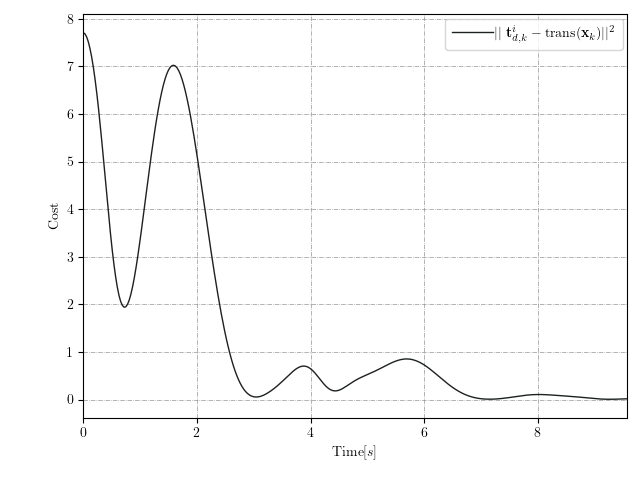 || t^i_{d,k} − trans(x_k)||^2
8
7
6
5
4
3
2
1
0
Cost
0 2 4 6 8
Time[s]